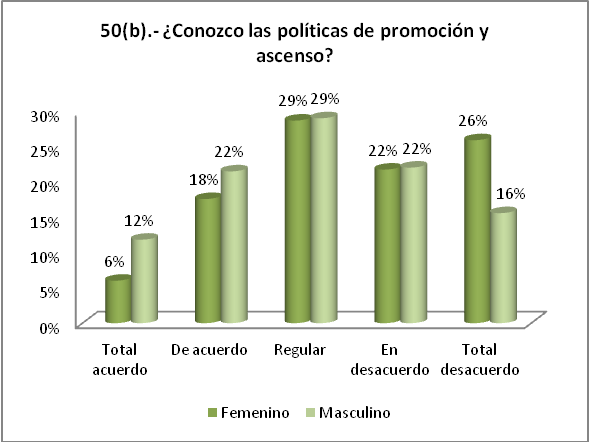 50(b).- ¿Conozco las políticas de promoción y
ascenso?
30%
25%
20%
15%
10%
5%
0%
6%
12%
18%
22%
29%
29%
22%
22%
26%
16%
Total
acuerdo
De acuerdo
Regular
En
desacuerdo
Total
desacuerdo
Femenino
Masculino